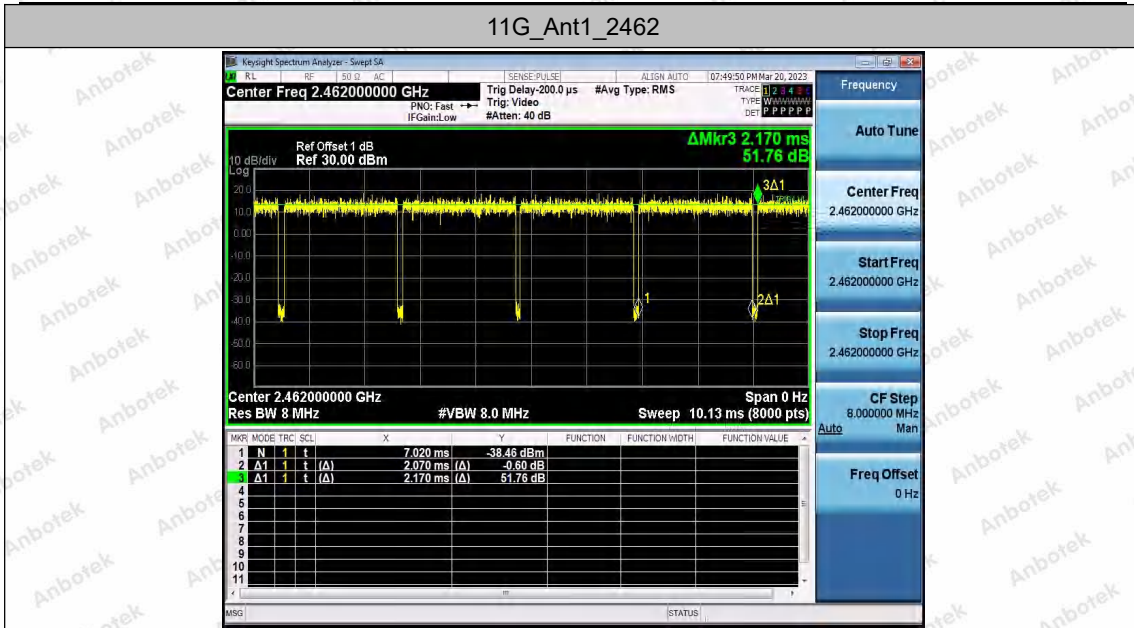 11G_Ant1_2462
Keysight Spectrum Analyzer - Swept SA
RL RF 50 Ω AC SENSE:PULSE ALIGN AUTO 07:49:50 PM Mar 20, 2023
Center Freq 2.462000000 GHz Trig Delay-200.0 µs #Avg Type: RMS TRACE 1 2 3 4 5 6
PNO: Fast Trig: Video TYPE WWWWWW
IFGain:Low #Atten: 40 dB DET P P P P P P
ΔMkr3 2.170 ms
51.76 dB
Ref Offset 1 dB
10 dB/div Ref 30.00 dBm
Log
20.0
10.0
0.00
-10.0
-20.0
-30.0
-40.0
-50.0
-60.0
3Δ1
1
2Δ1
Center 2.462000000 GHz Span 0 Hz
Res BW 8 MHz #VBW 8.0 MHz Sweep 10.13 ms (8000 pts)
MKR MODE TRC SCL X Y FUNCTION FUNCTION WIDTH FUNCTION VALUE
1 N 1 t 7.020 ms -38.46 dBm
2 Δ1 1 t (Δ) 2.070 ms (Δ) -0.60 dB
3 Δ1 1 t (Δ) 2.170 ms (Δ) 51.76 dB
4
5
6
7
8
9
10
11
MSG STATUS
Frequency
Auto Tune
Center Freq
2.462000000 GHz
Start Freq
2.462000000 GHz
Stop Freq
2.462000000 GHz
CF Step
8.000000 MHz
Auto Man
Freq Offset
0 Hz
Anbotek